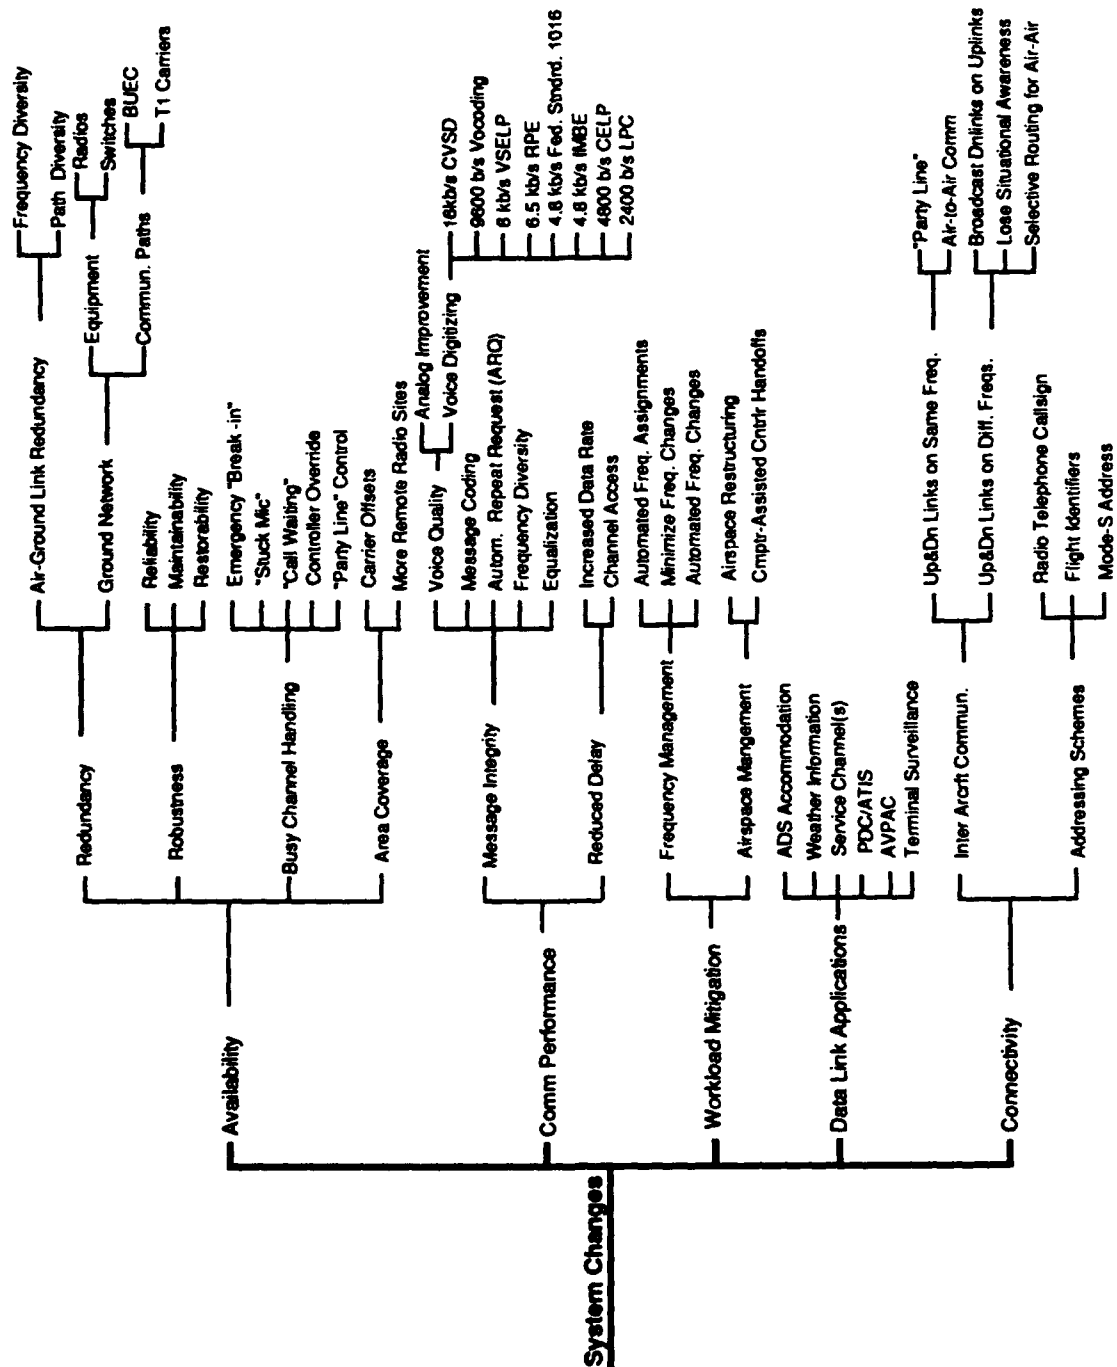 System Changes
Availability
Redundancy
Air-Ground Link Redundancy
Frequency Diversity
Path Diversity
Ground Network
Equipment
Radios
Switches
Commun. Paths
BUEC
T1 Carriers
Robustness
Reliability
Maintainability
Restorability
Busy Channel Handling
Emergency "Break -in"
"Stuck Mic"
"Call Waiting"
Controller Override
"Party Line" Control
Area Coverage
Carrier Offsets
More Remote Radio Sites
Comm Performance
Message Integrity
Voice Quality
Analog Improvement
Voice Digitizing
16kb/s CVSD
9600 b/s Vocoding
8 kb/s VSELP
6.5 kb/s RPE
4.8 kb/s Fed. Stndrd. 1016
4.8 kb/s IMBE
4800 b/s CELP
2400 b/s LPC
Message Coding
Autom. Repeat Request (ARQ)
Frequency Diversity
Equalization
Reduced Delay
Increased Data Rate
Channel Access
Workload Mitigation
Frequency Management
Automated Freq. Assignments
Minimize Freq. Changes
Automated Freq. Changes
Airspace Mangement
Airspace Restructuring
Cmptr-Assisted Cntrlr Handoffs
Data Link Applications
ADS Accommodation
Weather Information
Service Channel(s)
PDC/ATIS
AVPAC
Terminal Surveillance
Connectivity
Inter Arcrft Commun.
Up&Dn Links on Same Freq.
"Party Line"
Air-to-Air Comm
Up&Dn Links on Diff. Freqs.
Broadcast Dnlinks on Uplinks
Lose Situational Awareness
Selective Routing for Air-Air
Addressing Schemes
Radio Telephone Callsign
Flight Identifiers
Mode-S Address